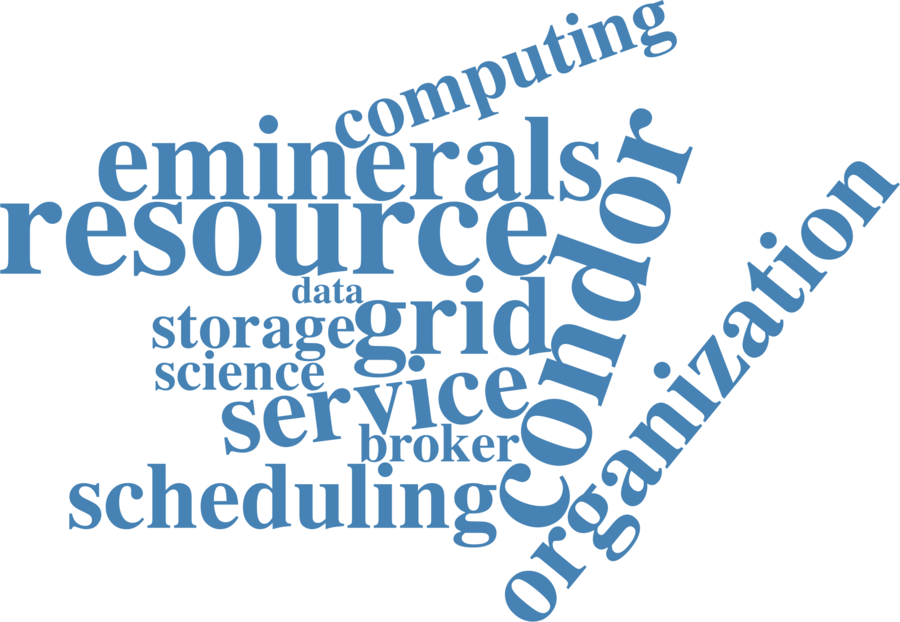 computing
eminerals
resource
condor
organization
data
grid
storage
science
service
broker
scheduling